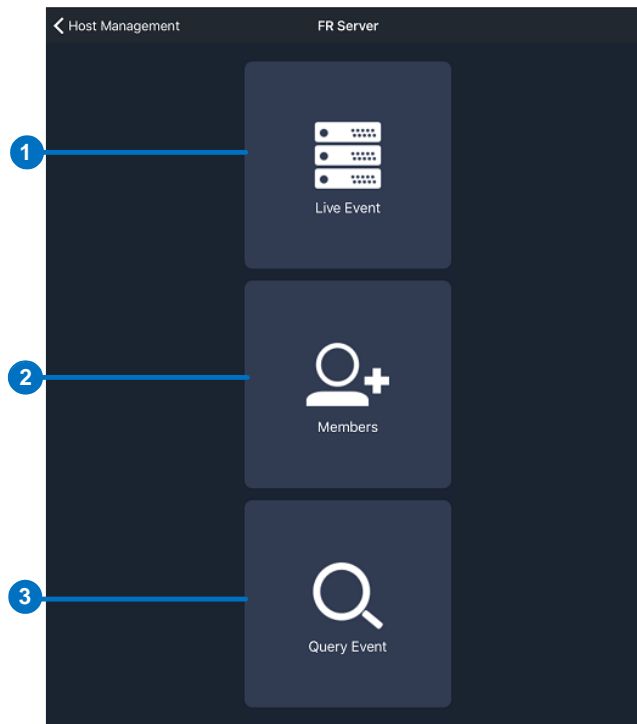 Host Management
FR Server
1
Live Event
2
Members
3
Query Event